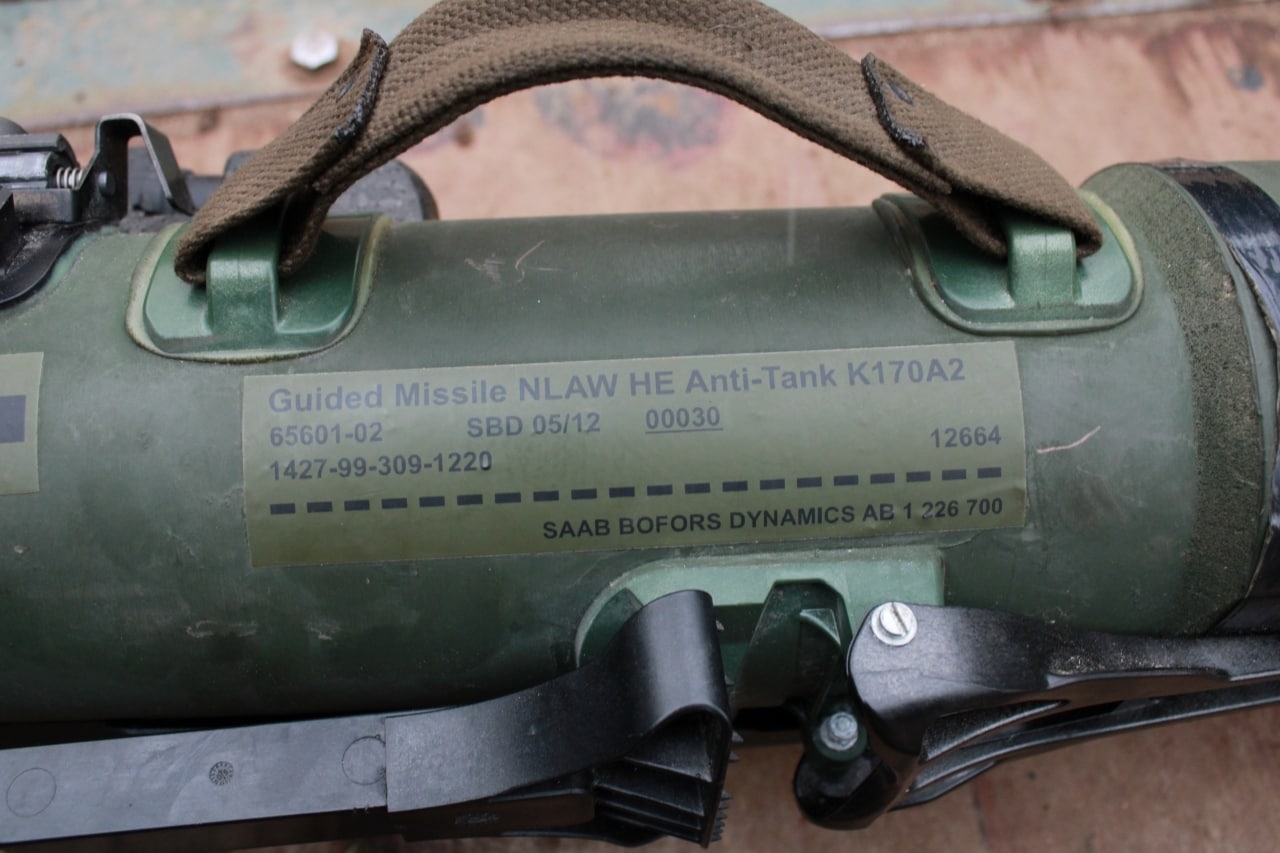 Guided Missile NLAW HE Anti-Tank K170A2
65601-02 SBD 05/12 00030
12664
1427-99-309-1220
SAAB BOFORS DYNAMICS AB 1 226 700